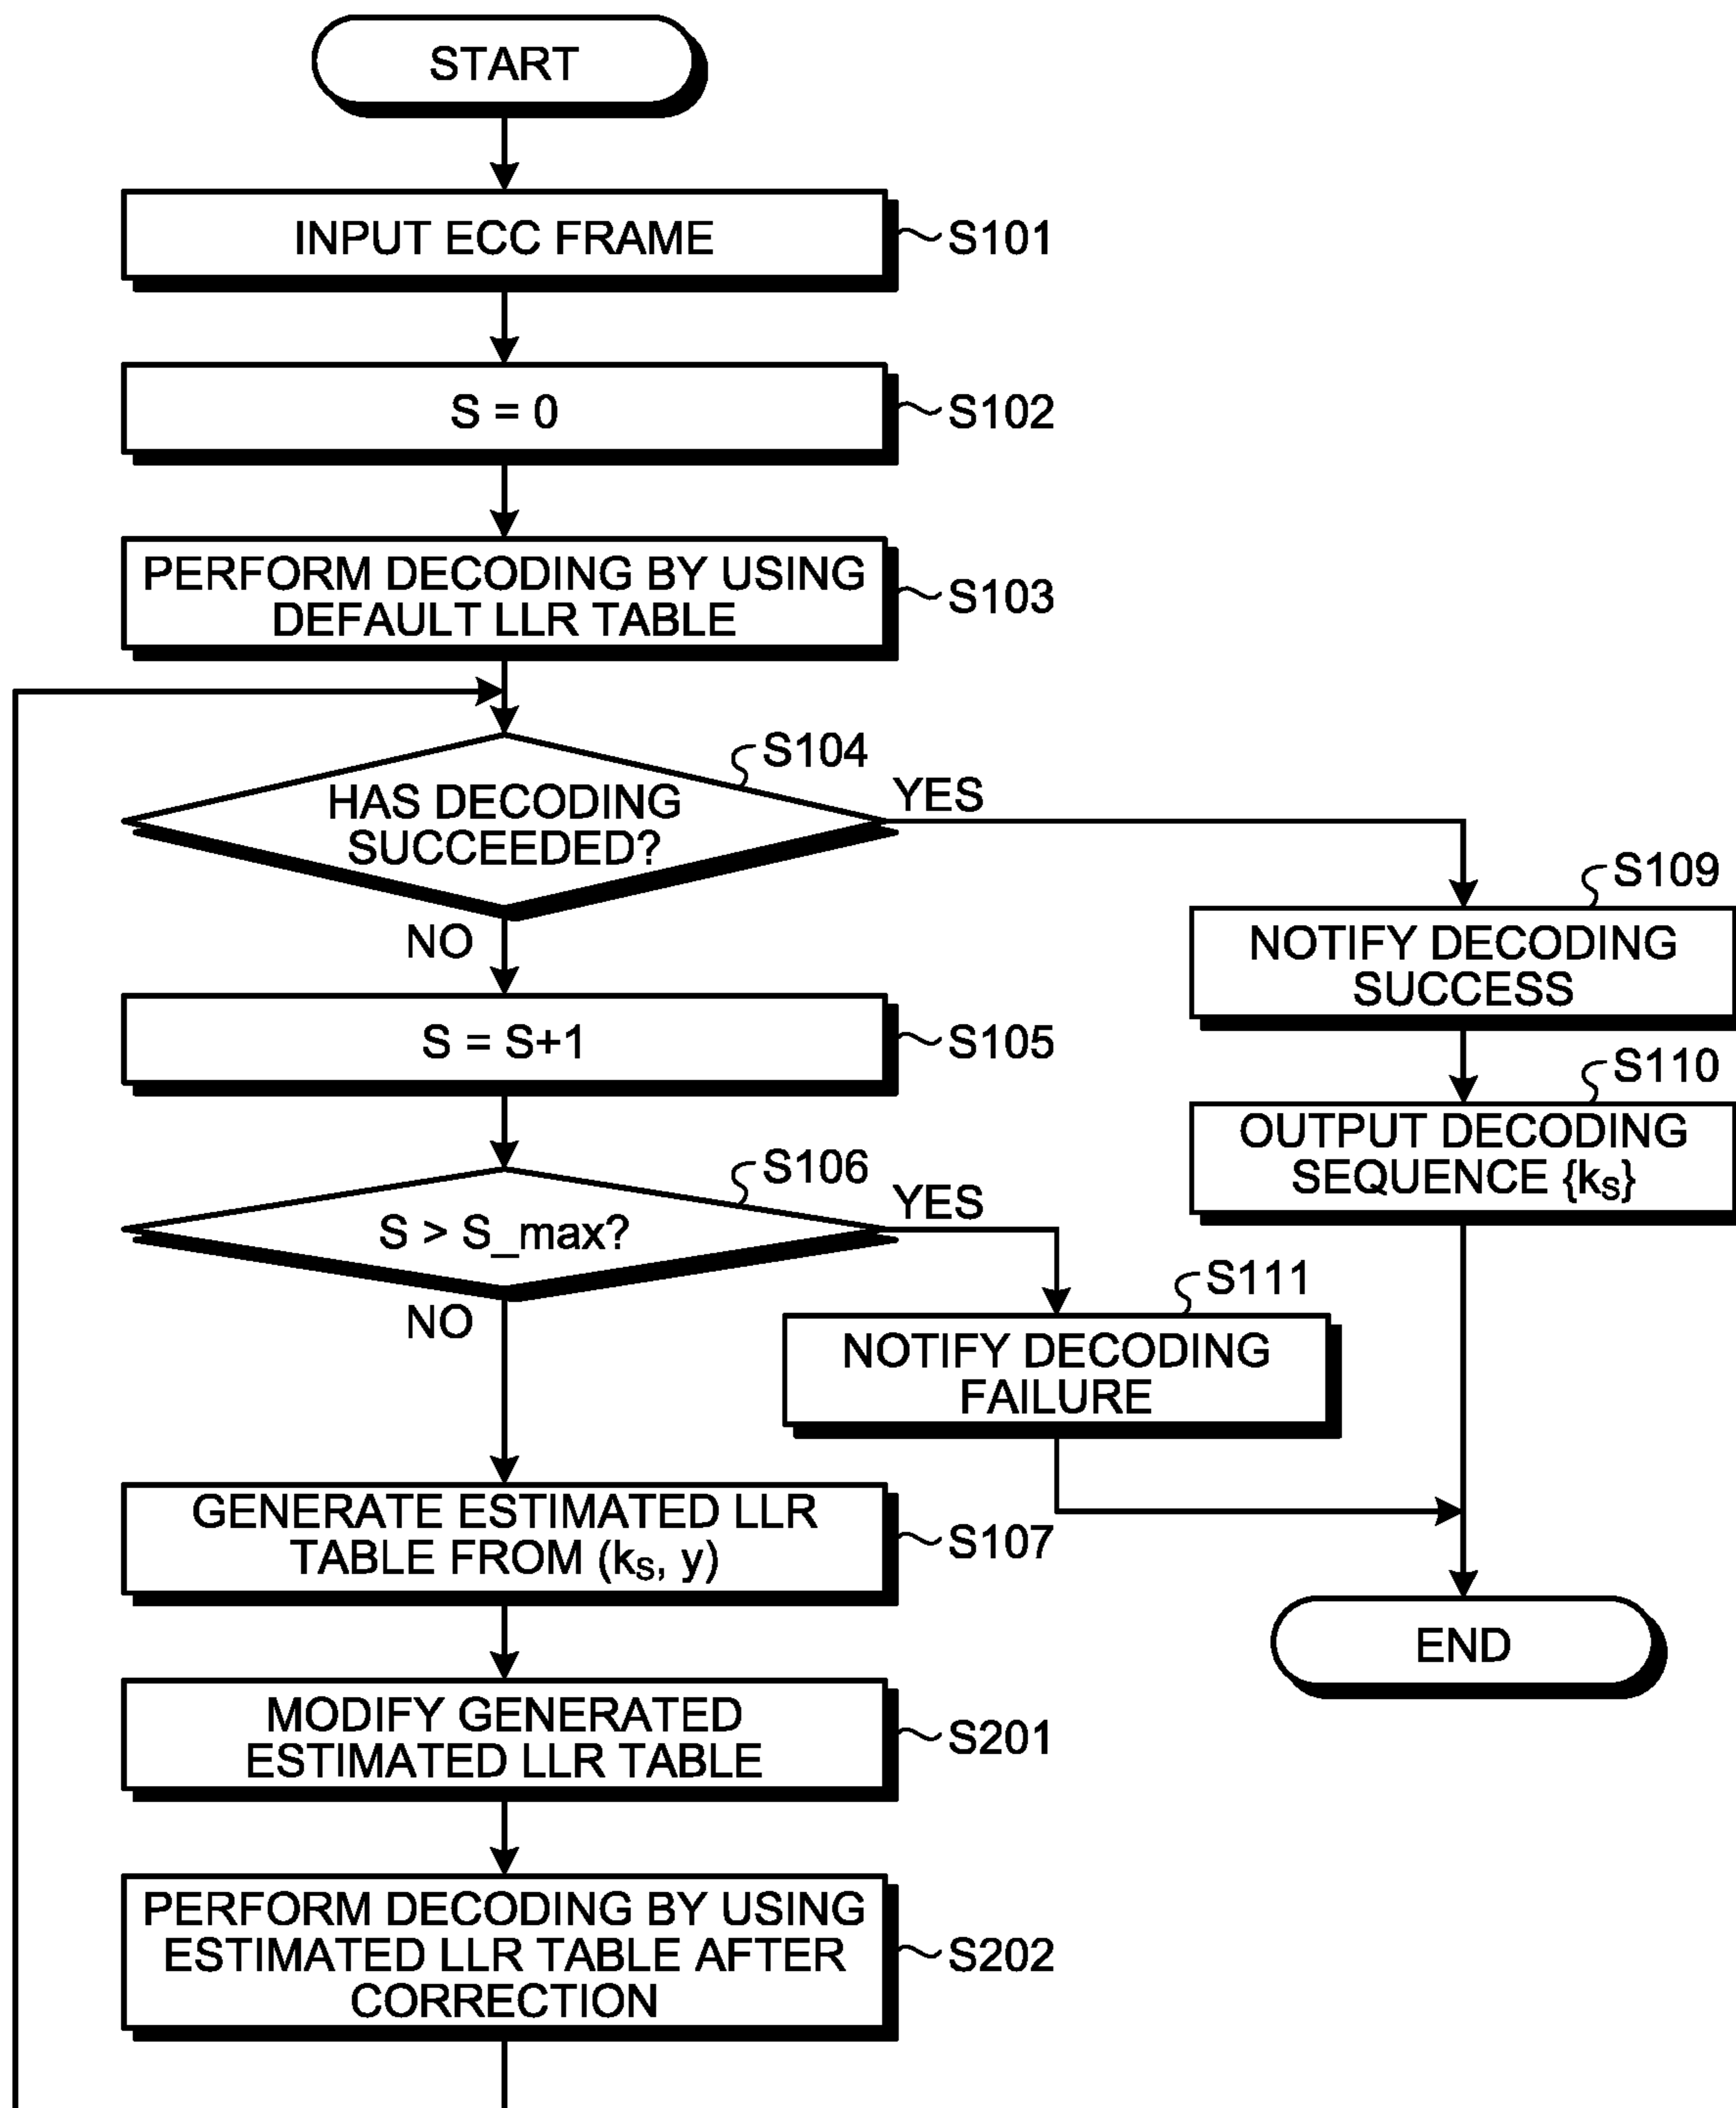 START
INPUT ECC FRAME
S101
S = 0
S102
PERFORM DECODING BY USING
DEFAULT LLR TABLE
S103
S104
HAS DECODING
SUCCEEDED?
YES
NO
S109
NOTIFY DECODING
SUCCESS
S = S+1
S105
S110
OUTPUT DECODING
SEQUENCE {kS}
S106
S > S_max?
YES
NO
S111
NOTIFY DECODING
FAILURE
GENERATE ESTIMATED LLR
TABLE FROM (kS, y)
S107
END
MODIFY GENERATED
ESTIMATED LLR TABLE
S201
PERFORM DECODING BY USING
ESTIMATED LLR TABLE AFTER
CORRECTION
S202